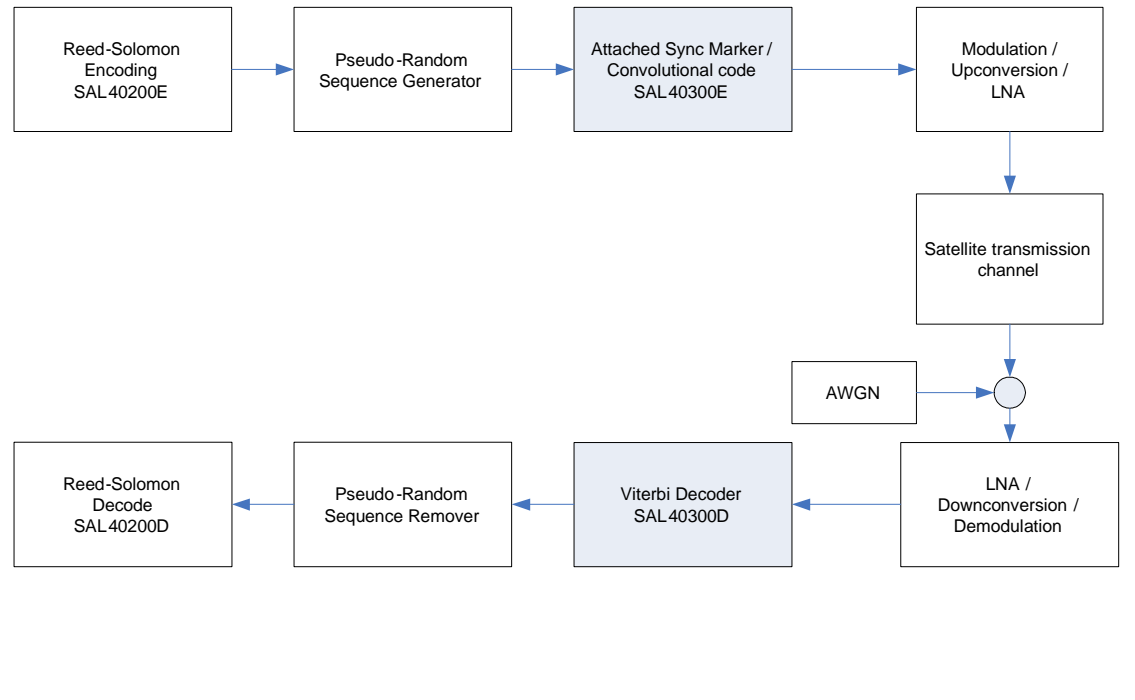 Reed-Solomon
Encoding
SAL40200E
Pseudo-Random
Sequence Generator
Attached Sync Marker /
Convolutional code
SAL40300E
Modulation /
Upconversion /
LNA
Satellite transmission
channel
AWGN
Reed-Solomon
Decode
SAL40200D
Pseudo-Random
Sequence Remover
Viterbi Decoder
SAL40300D
LNA /
Downconversion /
Demodulation